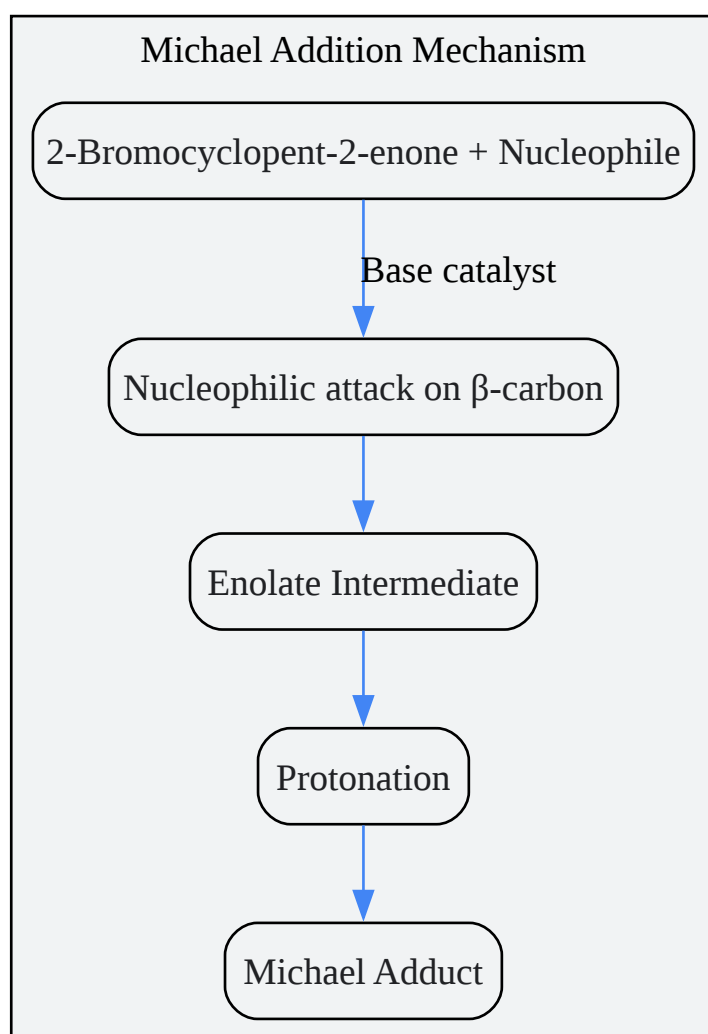 Michael Addition Mechanism
2-Bromocyclopent-2-enone + Nucleophile
Base catalyst
Nucleophilic attack on β-carbon
Enolate Intermediate
Protonation
Michael Adduct